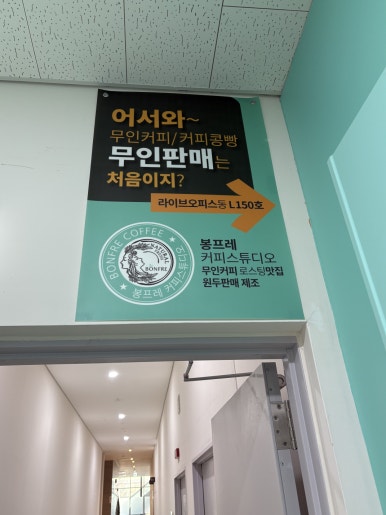 어서와~
무인커피/커피콩빵
무인판매는
처음이지?
라이브오피스동 L150호
BONFRE COFFEE
NATURAL
BONFRE
봉프레 커피스튜디오
봉프레
커피스튜디오
무인커피 로스팅맛집
원두판매 제조